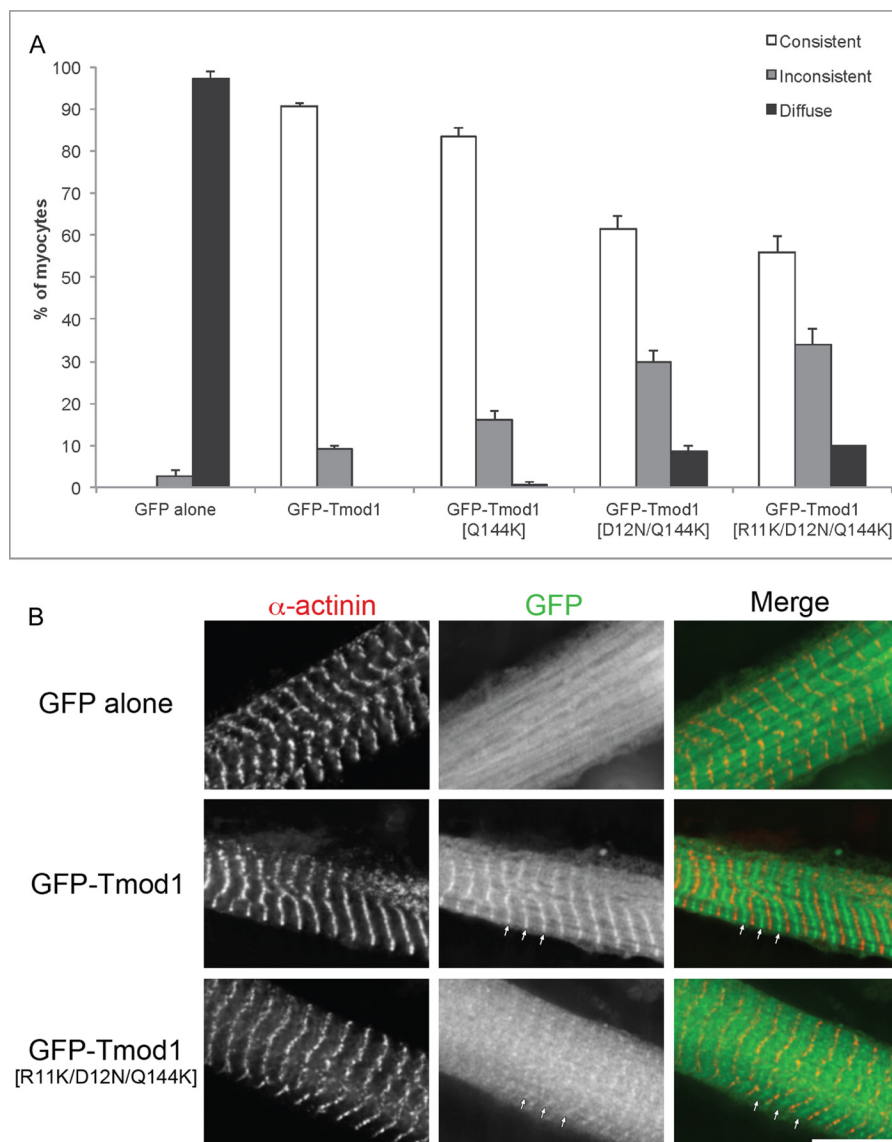 A
Consistent
Inconsistent
Diffuse
% of myocytes
100
90
80
70
60
50
40
30
20
10
0
GFP alone
GFP-Tmod1
GFP-Tmod1
[Q144K]
GFP-Tmod1
[D12N/Q144K]
GFP-Tmod1
[R11K/D12N/Q144K]
B
α-actinin
GFP
Merge
GFP alone
GFP-Tmod1
GFP-Tmod1
[R11K/D12N/Q144K]